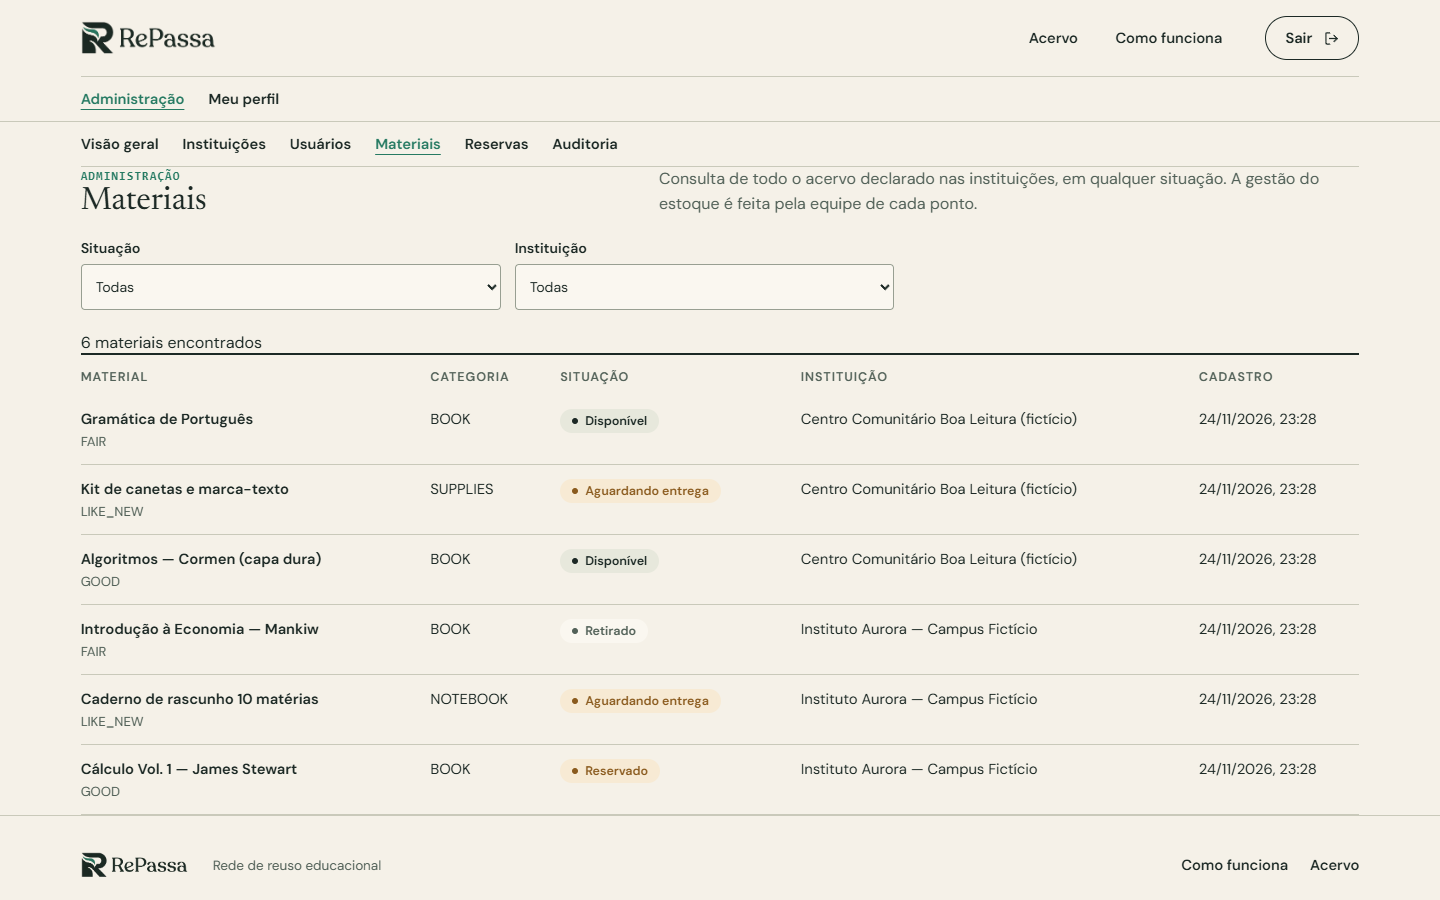 RePassa
Acervo
Como funciona
Sair
Administração
Meu perfil
Visão geral
Instituições
Usuários
Materiais
Reservas
Auditoria
ADMINISTRAÇÃO
Materiais
Consulta de todo o acervo declarado nas instituições, em qualquer situação. A gestão do
estoque é feita pela equipe de cada ponto.
Situação
Todas
Instituição
Todas
6 materiais encontrados
MATERIAL CATEGORIA SITUAÇÃO INSTITUIÇÃO CADASTRO
Gramática de Português BOOK Disponível Centro Comunitário Boa Leitura (fictício) 24/11/2026, 23:28
FAIR
Kit de canetas e marca-texto SUPPLIES Aguardando entrega Centro Comunitário Boa Leitura (fictício) 24/11/2026, 23:28
LIKE_NEW
Algoritmos — Cormen (capa dura) BOOK Disponível Centro Comunitário Boa Leitura (fictício) 24/11/2026, 23:28
GOOD
Introdução à Economia — Mankiw BOOK Retirado Instituto Aurora — Campus Fictício 24/11/2026, 23:28
FAIR
Caderno de rascunho 10 matérias NOTEBOOK Aguardando entrega Instituto Aurora — Campus Fictício 24/11/2026, 23:28
LIKE_NEW
Cálculo Vol. 1 — James Stewart BOOK Reservado Instituto Aurora — Campus Fictício 24/11/2026, 23:28
GOOD
RePassa
Rede de reuso educacional
Como funciona
Acervo